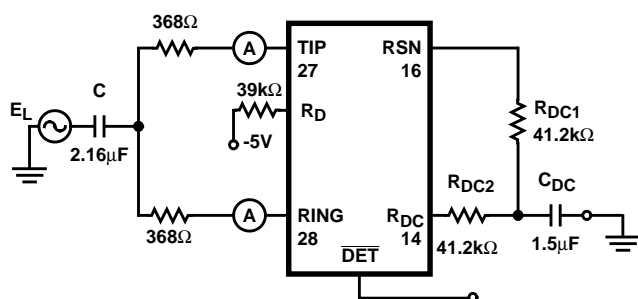 368Ω
A
TIP
27
RSN
16
39kΩ
R_D
-5V
E_L
C
2.16µF
R_DC1
41.2kΩ
R_DC2
C_DC
A
RING
28
R_DC
14
368Ω
41.2kΩ
1.5µF
DET